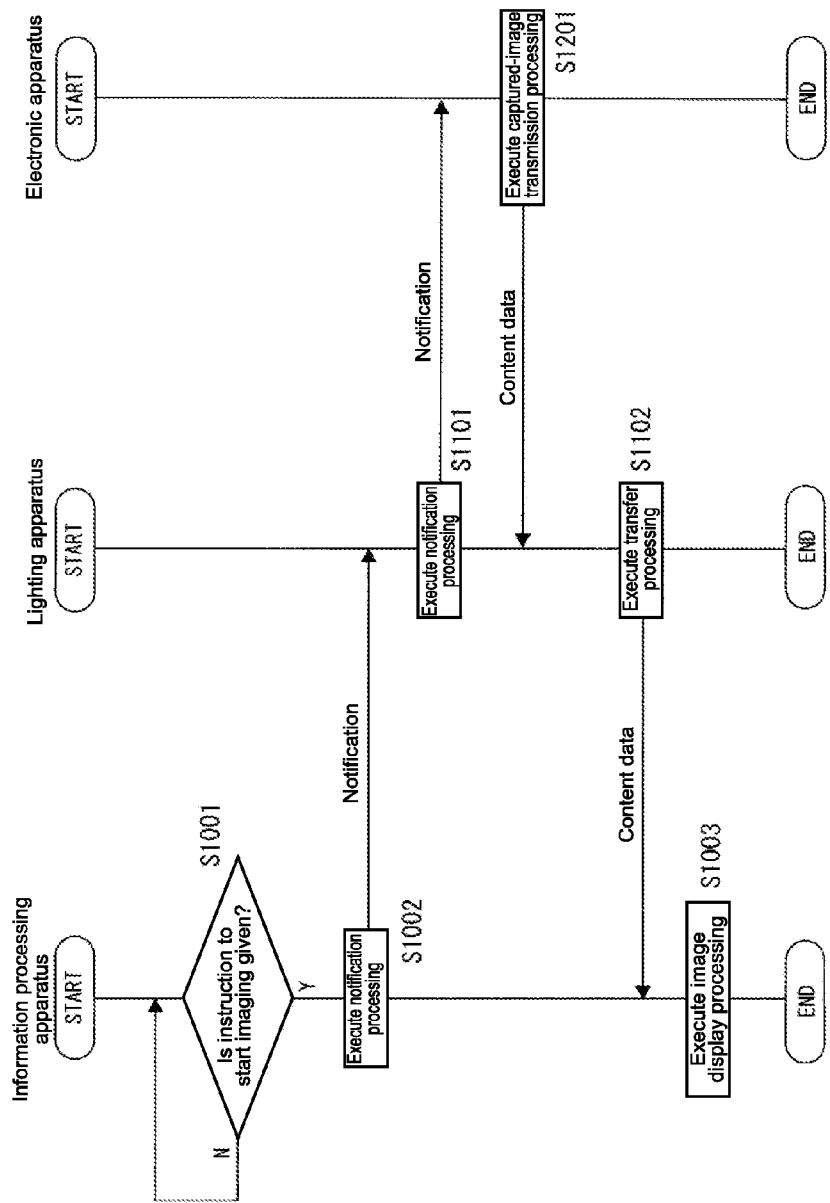 Information processing
apparatus
START
Is instruction to
start imaging given?
S1001
N
Y
Execute notification
processing
S1002
Notification
Content data
Execute image
display processing
S1003
END
Lighting apparatus
START
Execute notification
processing
S1101
Notification
Content data
Execute transfer
processing
S1102
END
Electronic apparatus
START
Execute captured-image
transmission processing
S1201
END